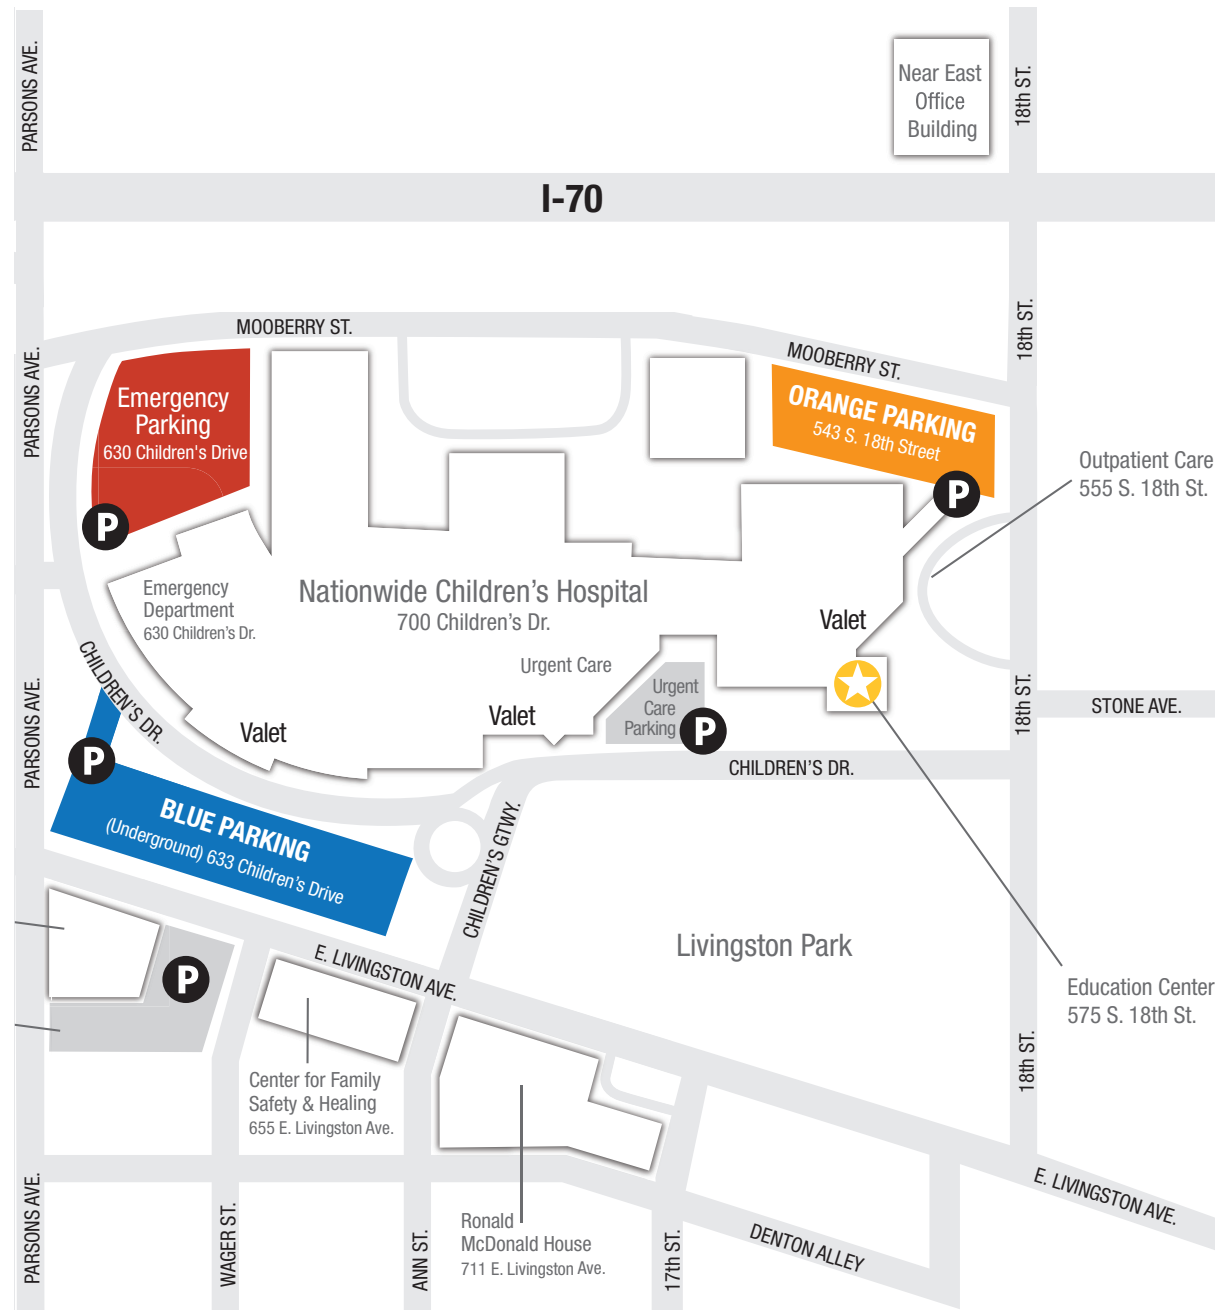 PARSONS AVE.
Near East
Office
Building
18th ST.
I-70
MOOBERRY ST.
18th ST.
MOOBERRY ST.
PARSONS AVE.
Emergency
Parking
630 Children's Drive
P
ORANGE PARKING
543 S. 18th Street
P
Outpatient Care
555 S. 18th St.
Emergency
Department
630 Children's Dr.
Nationwide Children's Hospital
700 Children's Dr.
Valet
Urgent Care
Urgent
Care
Parking
P
CHILDREN'S DR.
PARSONS AVE.
Valet
Valet
18th ST.
STONE AVE.
CHILDREN'S DR.
P
BLUE PARKING
(Underground) 633 Children's Drive
CHILDREN'S GTWY.
Livingston Park
P
E. LIVINGSTON AVE.
Education Center
575 S. 18th St.
18th ST.
Center for Family
Safety & Healing
655 E. Livingston Ave.
PARSONS AVE.
WAGER ST.
ANN ST.
Ronald
McDonald House
711 E. Livingston Ave.
17th ST.
DENTON ALLEY
E. LIVINGSTON AVE.